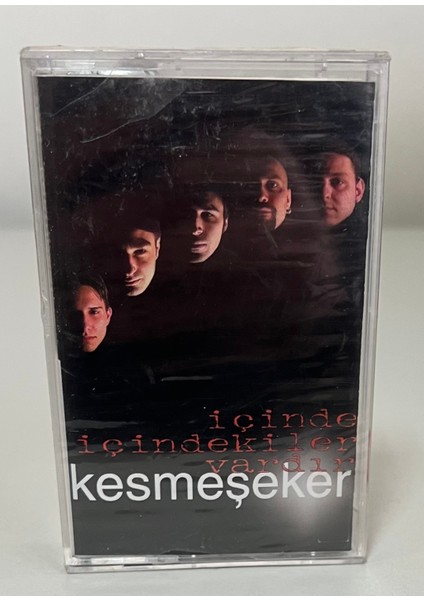 içinde
içindekiler
vardır
kesmeşeker